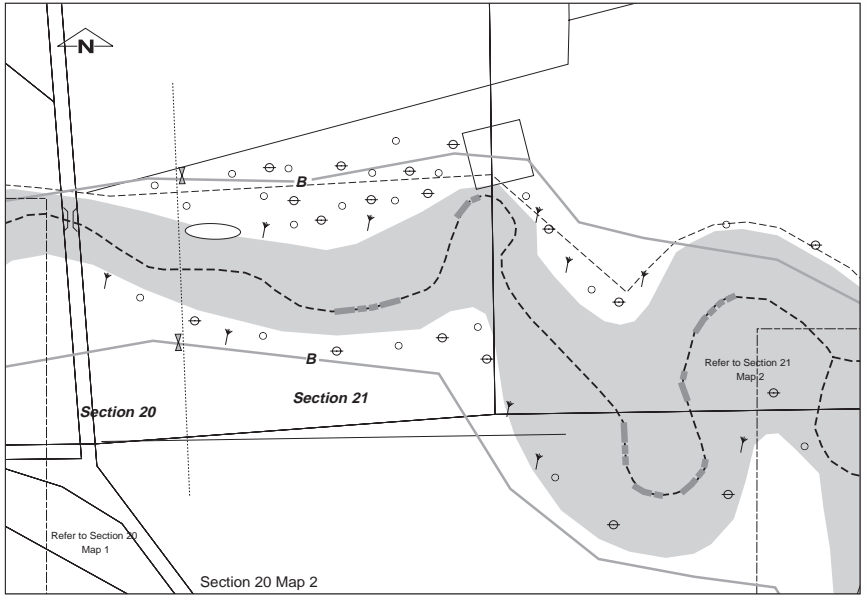 N
B
Refer to Section 21
Map 2
B
Section 20
Section 21
Refer to Section 20
Map 1
Section 20 Map 2